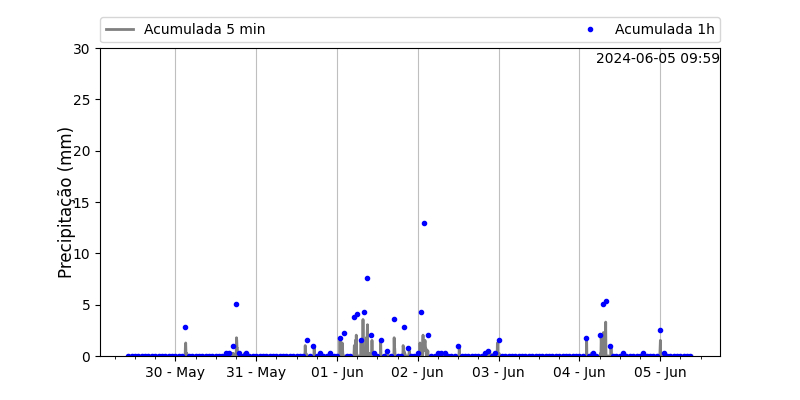 Acumulada 5 min
Acumulada 1h
2024-06-05 09:59
Precipitação (mm)
30
25
20
15
10
5
0
30 - May
31 - May
01 - Jun
02 - Jun
03 - Jun
04 - Jun
05 - Jun